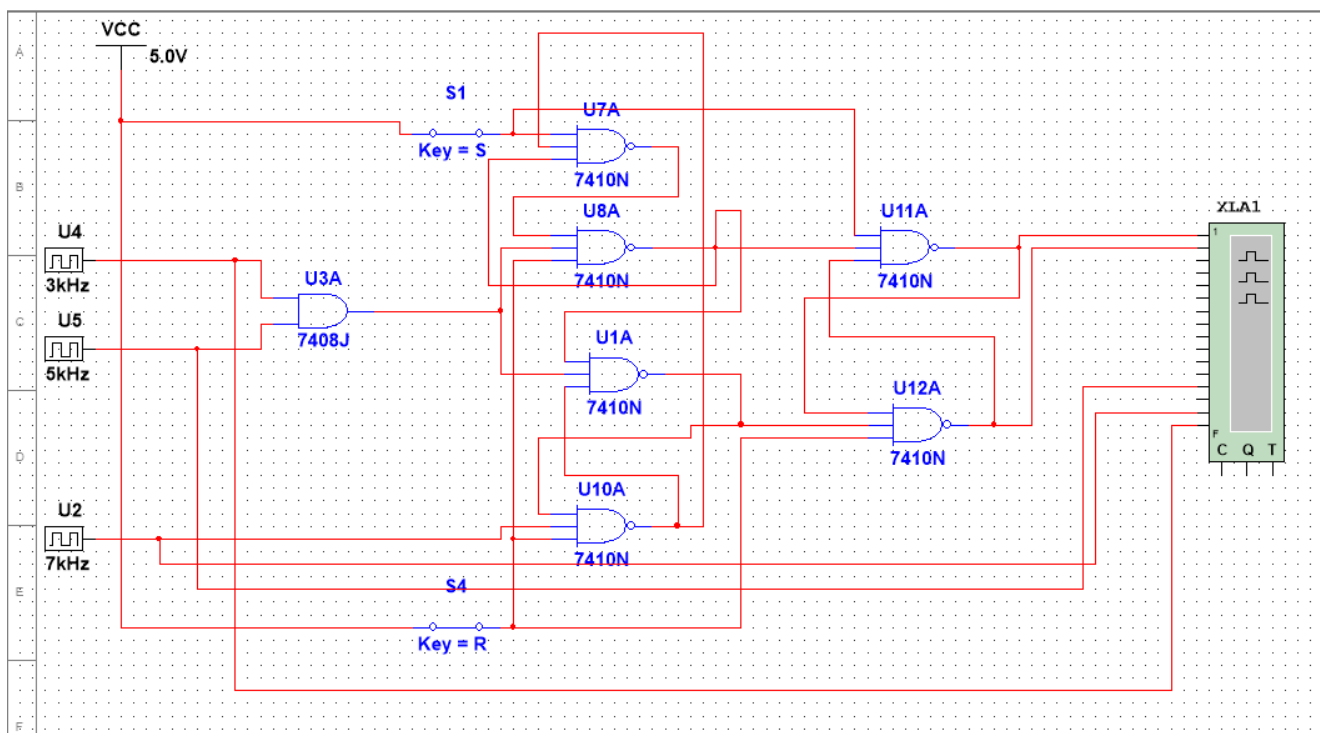 A
VCC
5.0V
S1
Key = S
U7A
7410N
B
U8A
7410N
U11A
7410N
XLA1
1
F
C Q T
U4
3kHz
U3A
7408J
C
U5
5kHz
U1A
7410N
U12A
7410N
D
U10A
7410N
U2
7kHz
E
S4
Key = R
F